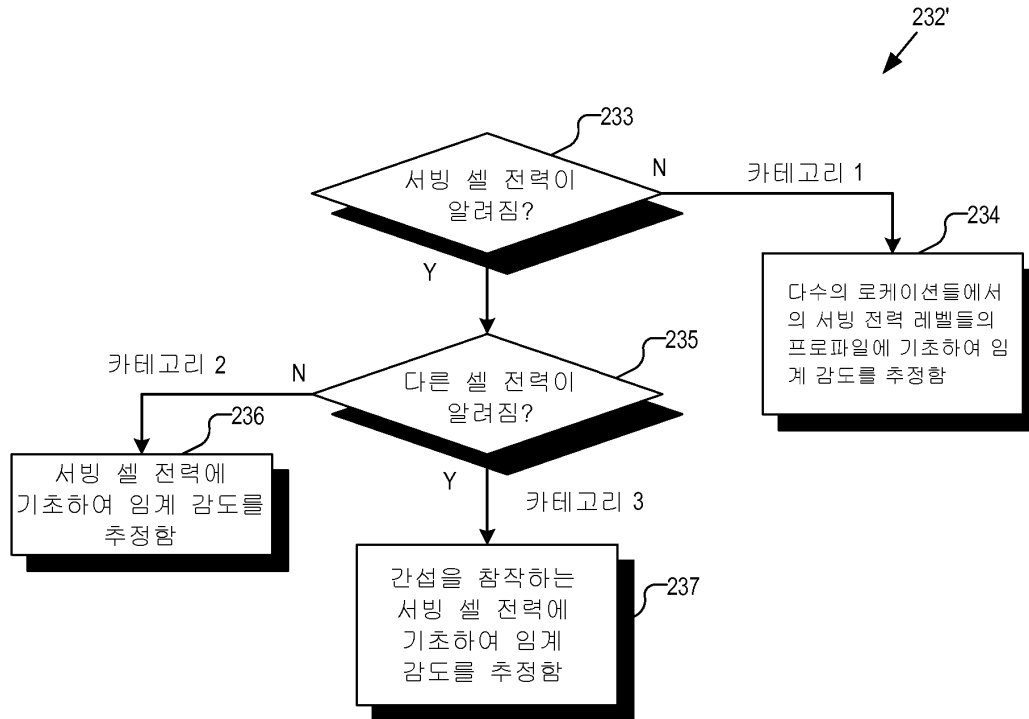 232'
233
서빙 셀 전력이
알려짐?
N
카테고리 1
234
다수의 로케이션들에서
의 서빙 전력 레벨들의
프로파일에 기초하여 임
계 감도를 추정함
Y
235
다른 셀 전력이
알려짐?
카테고리 2
N
236
서빙 셀 전력에
기초하여 임계 감도를
추정함
Y
카테고리 3
237
간섭을 참작하는
서빙 셀 전력에
기초하여 임계
감도를 추정함